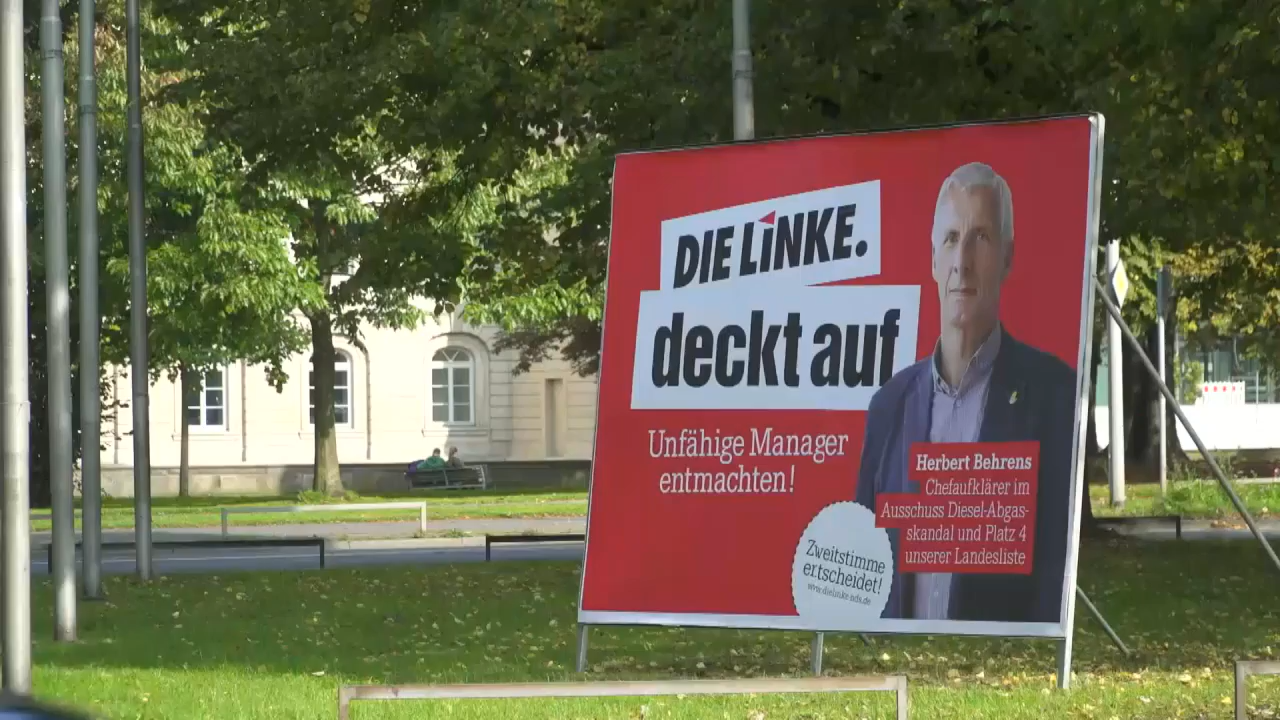 DIE LiNKE.
deckt auf
Unfähige Manager
entmachten!
Herbert Behrens
Chefaufklärer im
Ausschuss Diesel-Abgas-
skandal und Platz 4
unserer Landesliste
Zweitstimme
entscheidet!
www.dielinke-nds.de